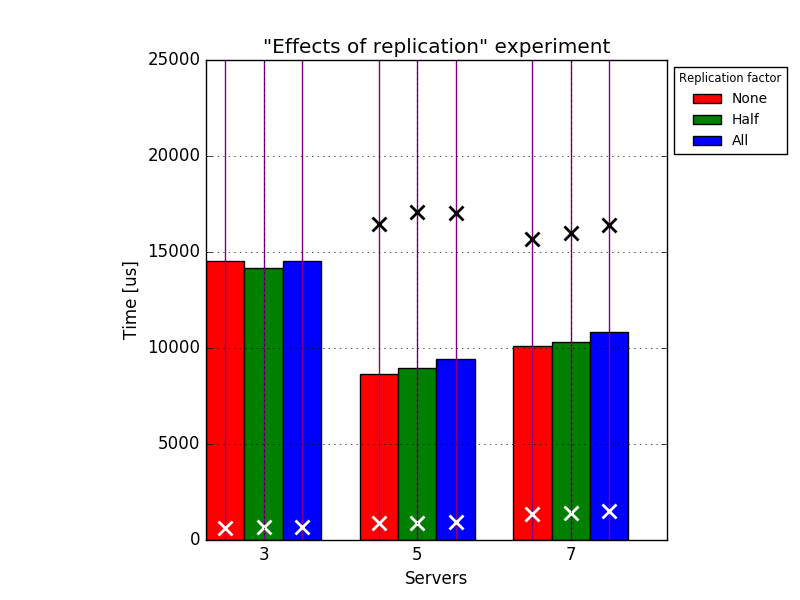 "Effects of replication" experiment
25000
20000
15000
10000
5000
0
Time [us]
3
5
7
Servers
Replication factor
None
Half
All